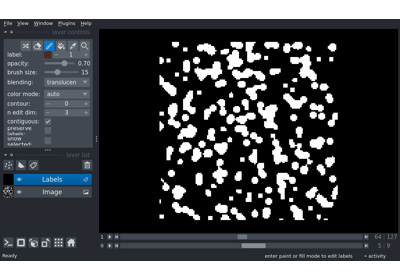 File View Window Plugins Help
layer controls
label: 1
opacity: 0.70
brush size: 15
blending: translucen
color mode: auto
contour: 0
n edit dim: 3
contiguous:
preserve labels:
show selected:
layer list
Labels
Image
1 64 127
0 5 9
Ready enter paint or fill mode to edit labels activity